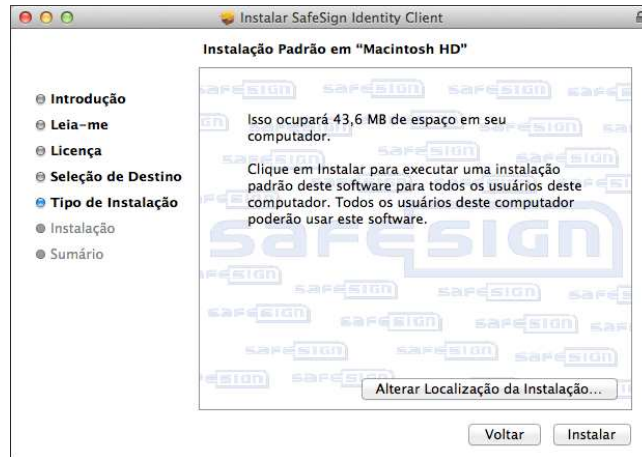 Instalar SafeSign Identity Client
Instalação Padrão em “Macintosh HD”
Introdução
Leia-me
Licença
Seleção de Destino
Tipo de Instalação
Instalação
Sumário
Isso ocupará 43,6 MB de espaço em seu
computador.
Clique em Instalar para executar uma instalação
padrão deste software para todos os usuários deste
computador. Todos os usuários deste computador
poderão usar este software.
safesign
Alterar Localização da Instalação...
Voltar
Instalar